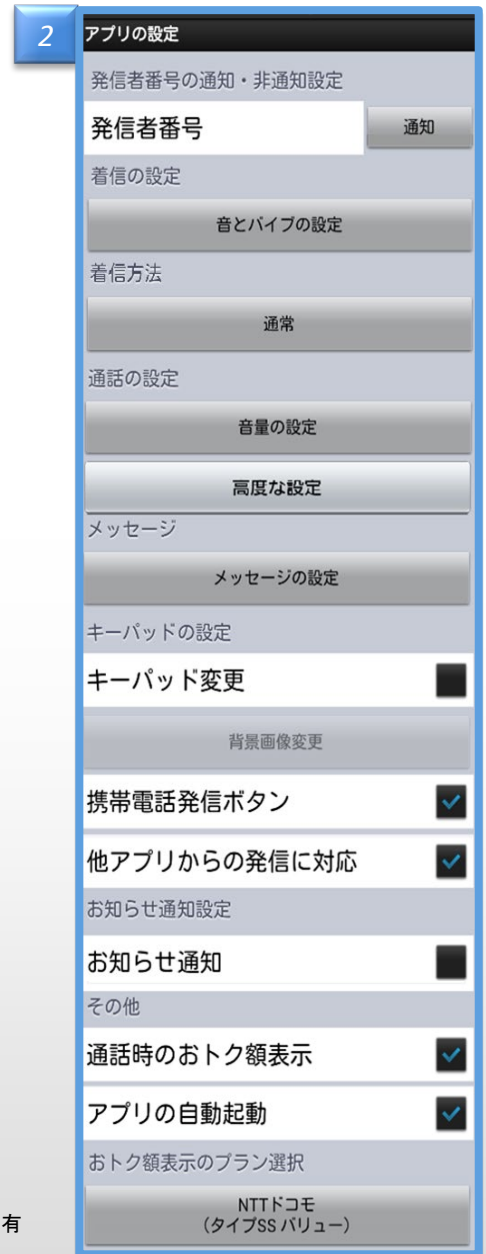 2
アプリの設定
発信者番号の通知・非通知設定
発信者番号
通知
着信の設定
音とバイブの設定
着信方法
通常
通話の設定
音量の設定
高度な設定
メッセージ
メッセージの設定
キーパッドの設定
キーパッド変更
背景画像変更
携帯電話発信ボタン
他アプリからの発信に対応
お知らせ通知設定
お知らせ通知
その他
通話時のおトク額表示
アプリの自動起動
おトク額表示のプラン選択
NTTドコモ
（タイプSS バリュー）
有